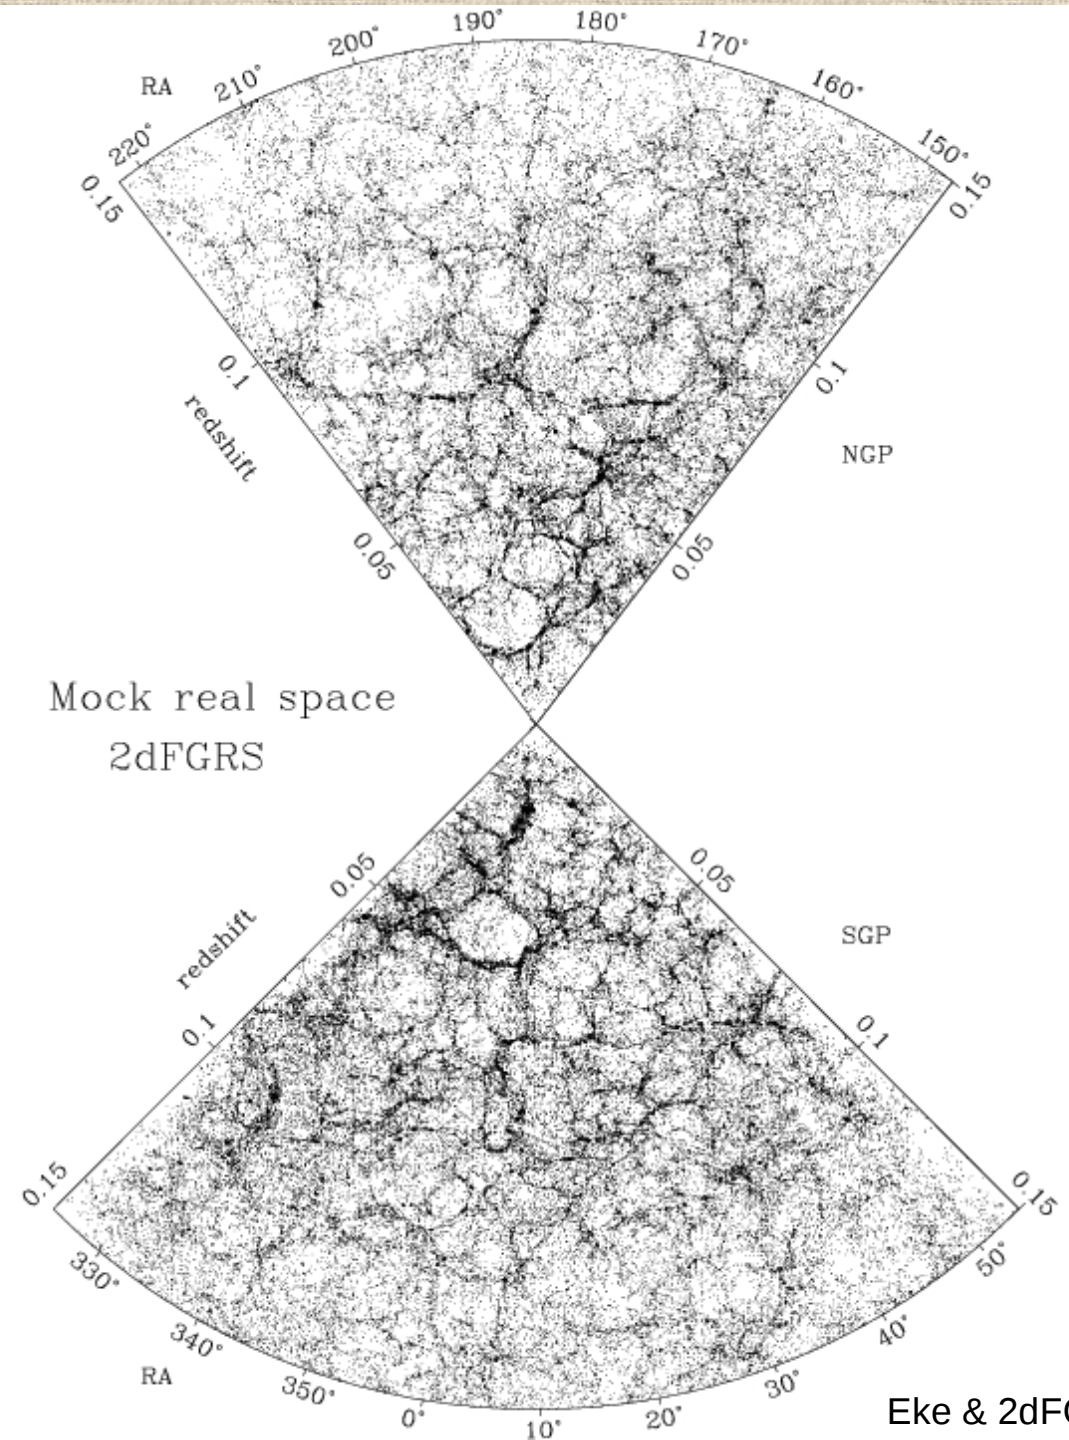 190° 180°
200° 170°
RA 210° 160°
220° 150°
0.15 0.15
0.1 0.1
redshift NGP
0.05 0.05
Mock real space
2dFGRS
0.05 0.05
redshift SGP
0.1 0.1
0.15 0.15
330° 50°
340° 40°
RA 350° 30°
0° 10° 20°
Eke & 2dF